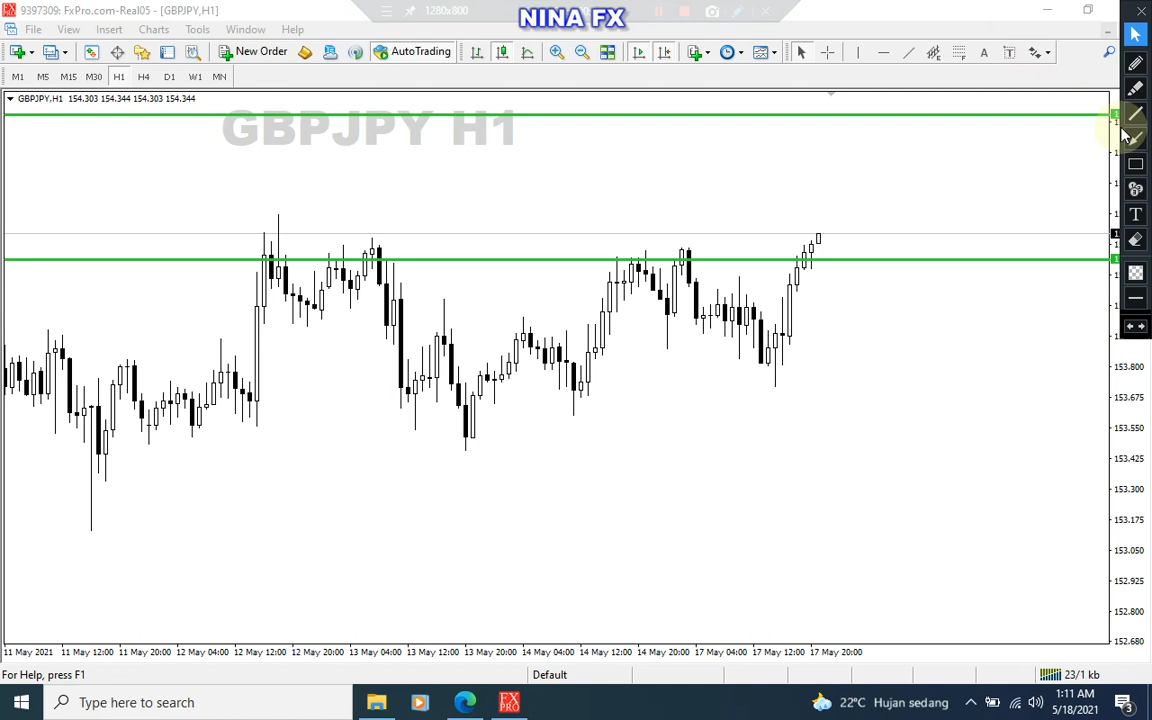 9397309: FxPro.com-Real05 - [GBPJPY,H1]
1280x800
NINA FX
File View Insert Charts Tools Window Help
New Order AutoTrading
M1 M5 M15 M30 H1 H4 D1 W1 MN
GBPJPY,H1 154.303 154.344 154.303 154.344
GBPJPY H1
153.800
153.675
153.550
153.425
153.300
153.175
153.050
152.925
152.800
152.680
11 May 2021 11 May 12:00 11 May 20:00 12 May 04:00 12 May 12:00 12 May 20:00 13 May 04:00 13 May 12:00 13 May 20:00 14 May 04:00 14 May 12:00 14 May 20:00 17 May 04:00 17 May 12:00 17 May 20:00
For Help, press F1
Default
23/1 kb
Type here to search
FX PRO
22°C Hujan sedang
1:11 AM
5/18/2021
3